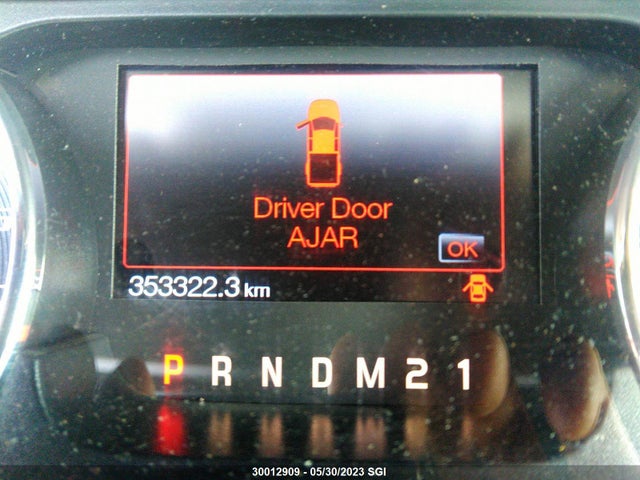 Driver Door
AJAR
OK
353322.3 km
P R N D M 2 1
30012909 - 05/30/2023 SGI